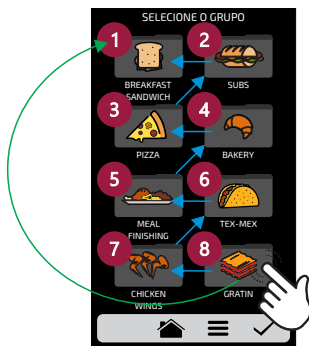 SELECIONE O GRUPO
1
2
BREAKFAST
SANDWICH
SUBS
3
4
PIZZA
BAKERY
5
6
MEAL
FINISHING
TEX-MEX
7
8
CHICKEN
WINGS
GRATIN